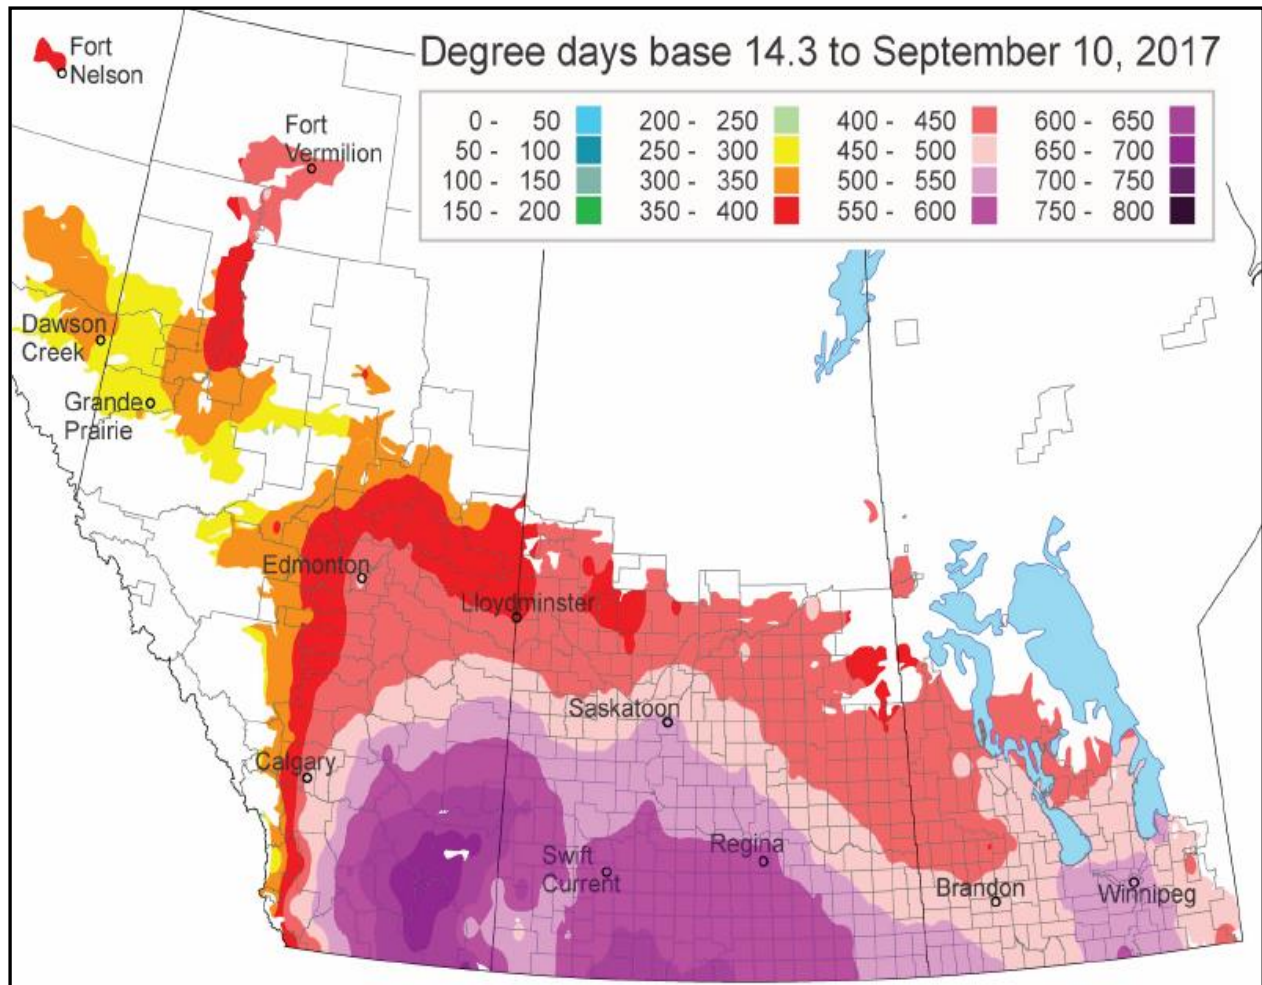 Degree days base 14.3 to September 10, 2017
0 - 50
50 - 100
100 - 150
150 - 200
200 - 250
250 - 300
300 - 350
350 - 400
400 - 450
450 - 500
500 - 550
550 - 600
600 - 650
650 - 700
700 - 750
750 - 800
Fort
Nelson
Fort
Vermilion
Dawson
Creek
Grande
Prairie
Edmonton
Lloydminster
Saskatoon
Calgary
Swift
Current
Regina
Brandon
Winnipeg